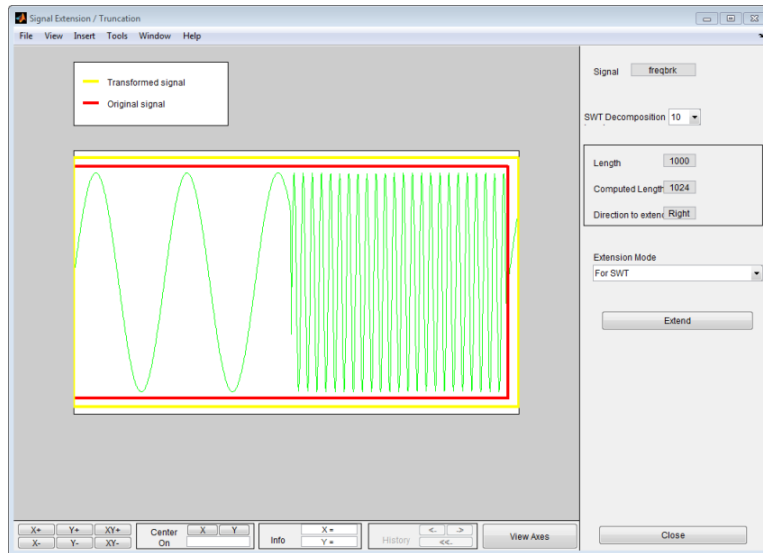 Signal Extension / Truncation
File View Insert Tools Window Help
Transformed signal
Original signal
Signal freqbrk
SWT Decomposition 10
Length 1000
Computed Length 1024
Direction to extend Right
Extension Mode
For SWT
Extend
X+ Y+ XY+
X- Y- XY-
Center On X Y
Info X =
Y =
History <- ->
<<-
View Axes
Close